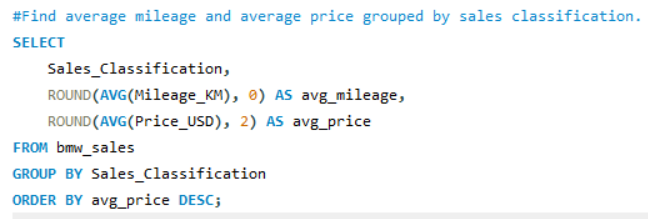 #Find average mileage and average price grouped by sales classification.
SELECT
    Sales_Classification,
    ROUND(AVG(Mileage_KM), 0) AS avg_mileage,
    ROUND(AVG(Price_USD), 2) AS avg_price
FROM bmw_sales
GROUP BY Sales_Classification
ORDER BY avg_price DESC;